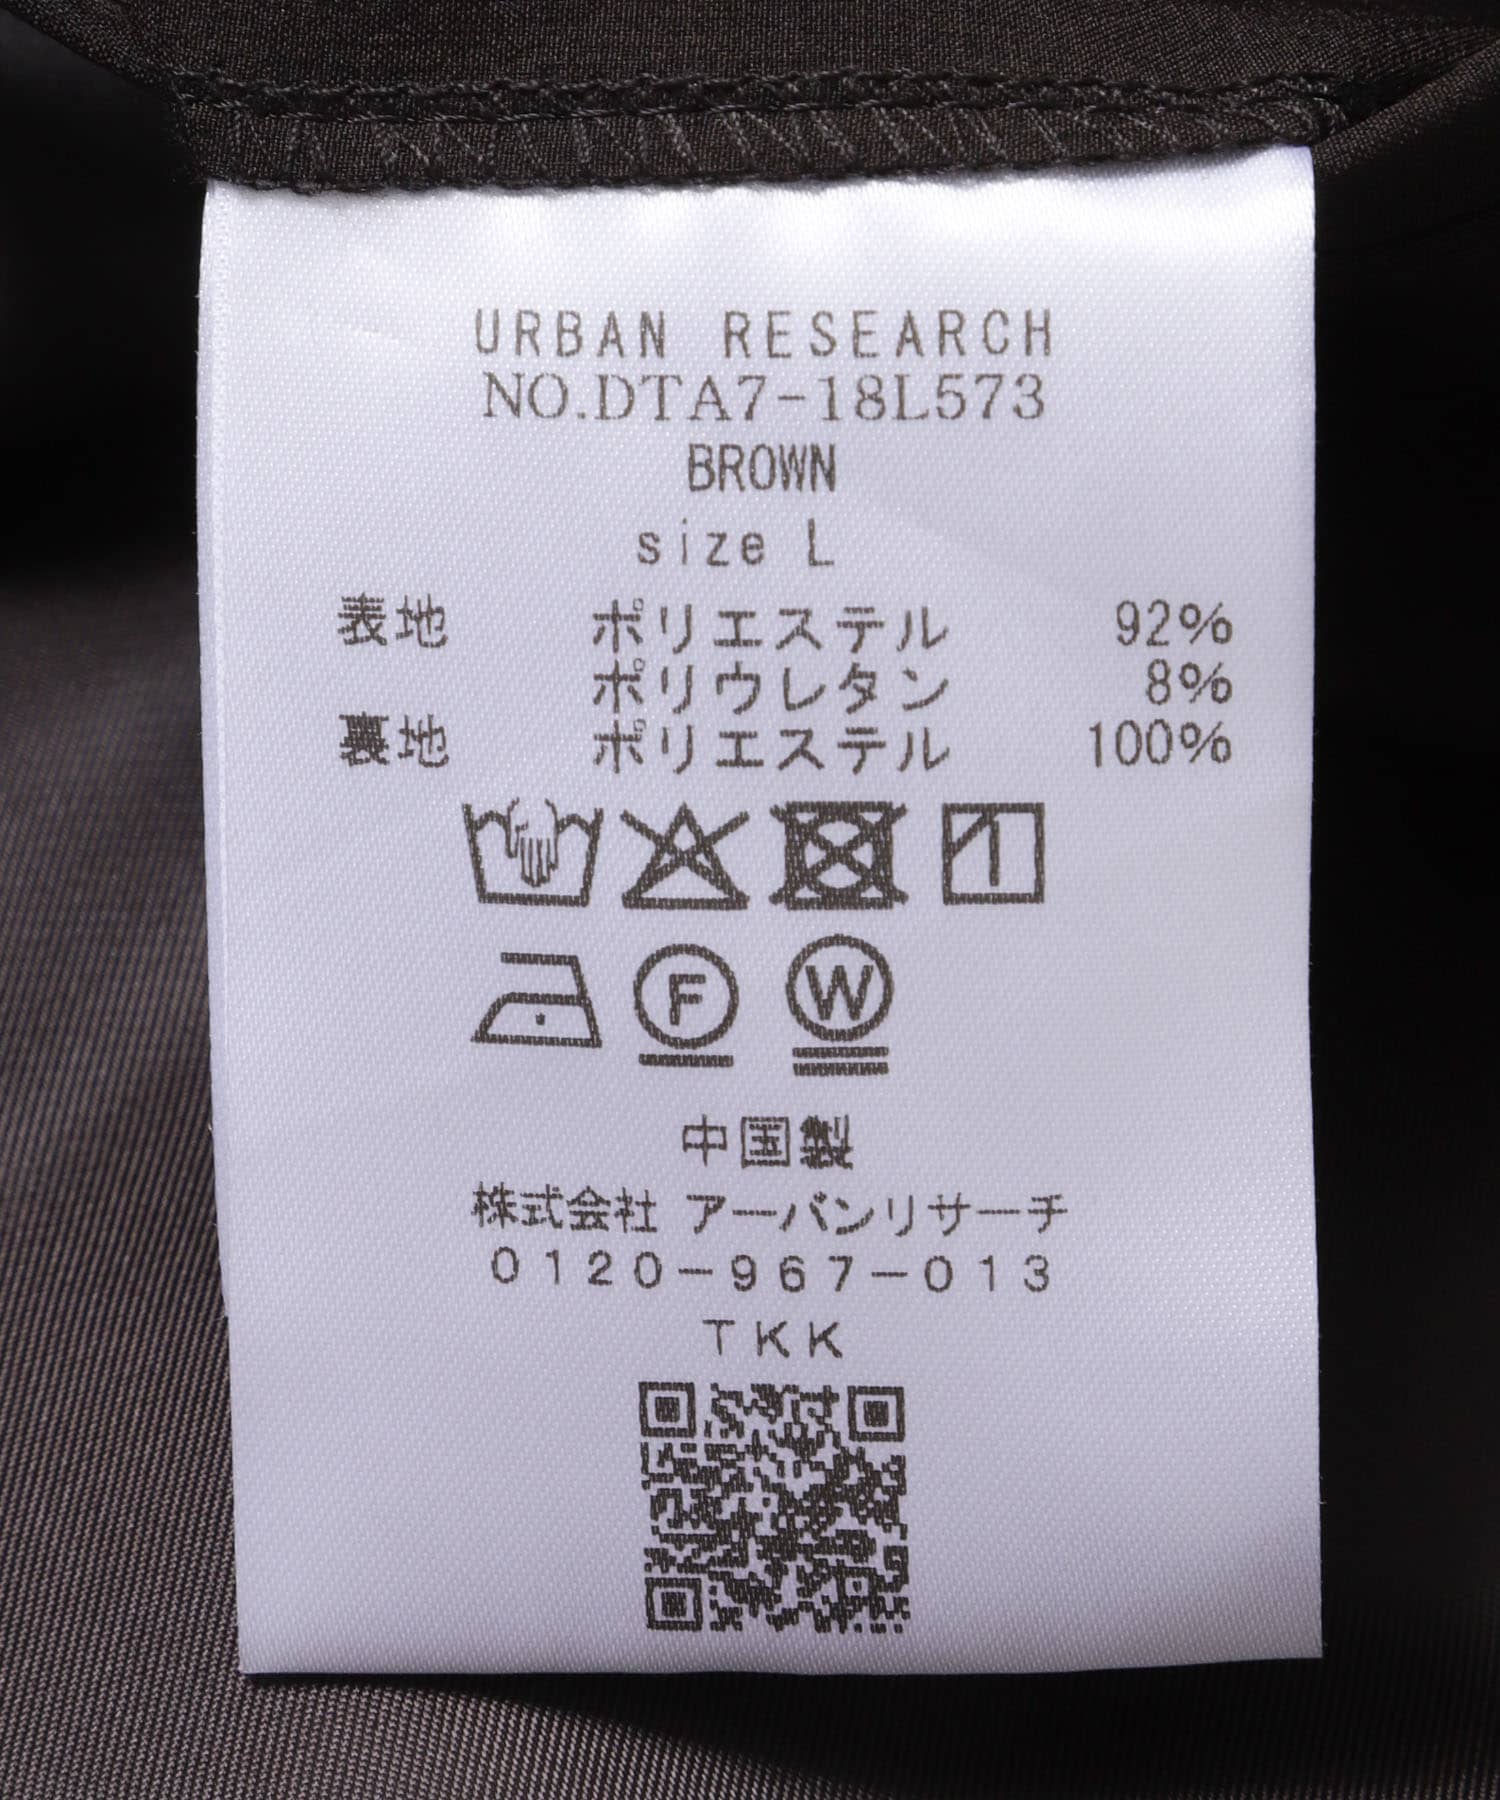 URBAN RESEARCH
NO.DTA7-18L573
BROWN
size L
表地 ポリエステル 92%
ポリウレタン 8%
裏地 ポリエステル 100%
F W
中国製
株式会社 アーバンリサーチ
0120-967-013
TKK